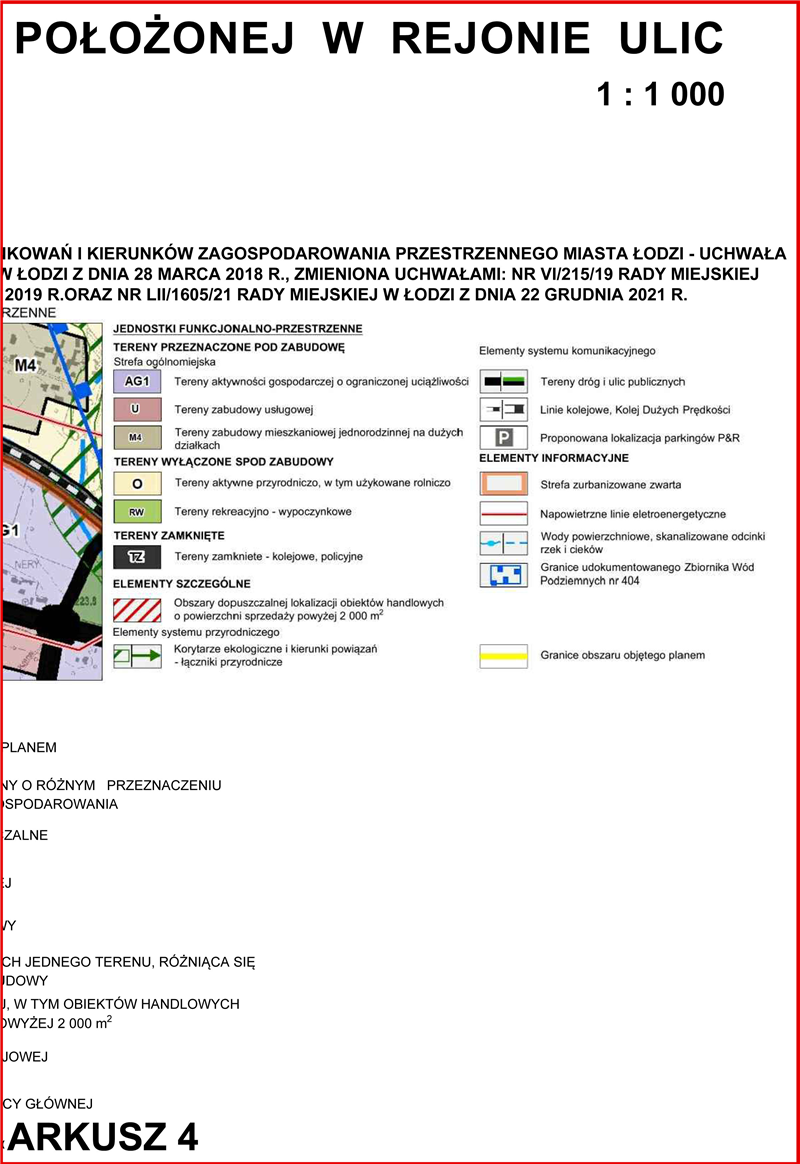 POŁOŻONEJ W REJONIE ULIC
1 : 1 000
IKOWAŃ I KIERUNKÓW ZAGOSPODAROWANIA PRZESTRZENNEGO MIASTA ŁODZI - UCHWAŁA
W ŁODZI Z DNIA 28 MARCA 2018 R., ZMIENIONA UCHWAŁAMI: NR VI/215/19 RADY MIEJSKIEJ
2019 R.ORAZ NR LII/1605/21 RADY MIEJSKIEJ W ŁODZI Z DNIA 22 GRUDNIA 2021 R.
RZENNE
M4
G1
NERY
223,8
JEDNOSTKI FUNKCJONALNO-PRZESTRZENNE
TERENY PRZEZNACZONE POD ZABUDOWĘ
Strefa ogólnomiejska
AG1 Tereny aktywności gospodarczej o ograniczonej uciążliwości
U Tereny zabudowy usługowej
M4 Tereny zabudowy mieszkaniowej jednorodzinnej na dużych
działkach
TERENY WYŁĄCZONE SPOD ZABUDOWY
O Tereny aktywne przyrodniczo, w tym użykowane rolniczo
RW Tereny rekreacyjno - wypoczynkowe
TERENY ZAMKNIĘTE
TZ Tereny zamkniete - kolejowe, policyjne
ELEMENTY SZCZEGÓLNE
Obszary dopuszczalnej lokalizacji obiektów handlowych
o powierzchni sprzedaży powyżej 2 000 m²
Elementy systemu przyrodniczego
Korytarze ekologiczne i kierunki powiązań
- łączniki przyrodnicze
Elementy systemu komunikacyjnego
Tereny dróg i ulic publicznych
Linie kolejowe, Kolej Dużych Prędkości
P Proponowana lokalizacja parkingów P&R
ELEMENTY INFORMACYJNE
Strefa zurbanizowane zwarta
Napowietrzne linie eletroenergetyczne
Wody powierzchniowe, skanalizowane odcinki
rzek i cieków
Granice udokumentowanego Zbiornika Wód
Podziemnych nr 404
Granice obszaru objętego planem
PLANEM
NY O RÓŻNYM PRZEZNACZENIU
OSPODAROWANIA
ZALNE
EJ
WY
CH JEDNEGO TERENU, RÓŻNIĄCA SIĘ
UDOWY
J, W TYM OBIEKTÓW HANDLOWYCH
OWYŻEJ 2 000 m²
JOWEJ
CY GŁÓWNEJ
ARKUSZ 4